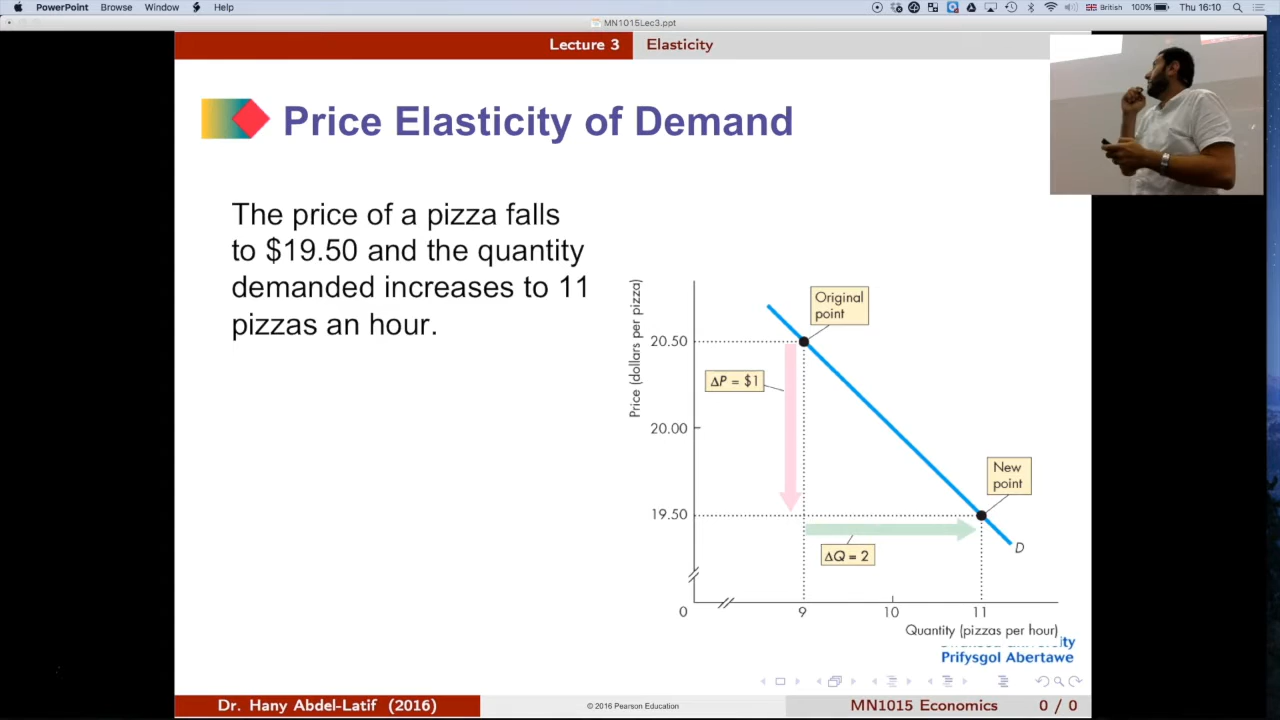 PowerPoint Browse Window Help British 100% Thu 16:10
MN1015Lec3.ppt
Lecture 3 Elasticity
Price Elasticity of Demand
The price of a pizza falls
to $19.50 and the quantity
demanded increases to 11
pizzas an hour.
Price (dollars per pizza)
Original
point
20.50
ΔP = $1
20.00
New
point
19.50
ΔQ = 2
D
0 9 10 11
Quantity (pizzas per hour)
Prifysgol Abertawe
Dr. Hany Abdel-Latif (2016) © 2016 Pearson Education MN1015 Economics 0 / 0